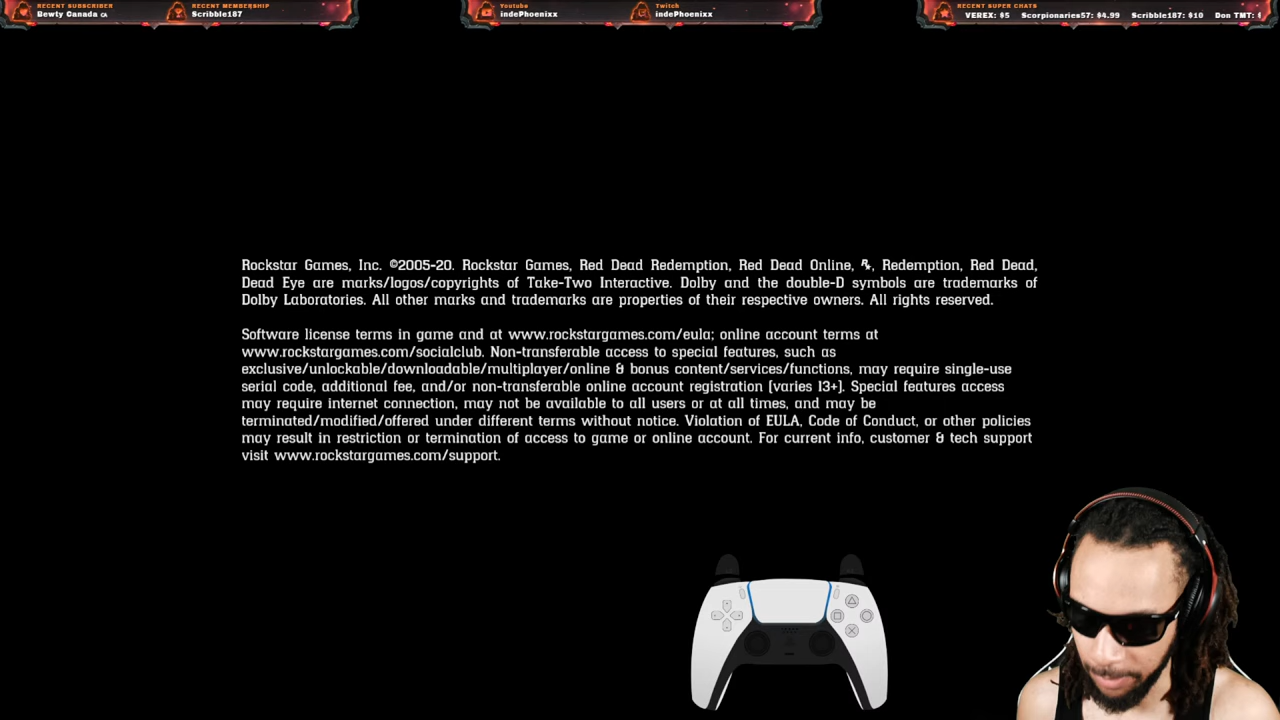 RECENT SUBSCRIBER
Bewty Canada CA
RECENT MEMBERSHIP
Scribble187
Youtube
indePhoenixx
Twitch
indePhoenixx
RECENT SUPER CHATS
VEREX: $5 Scorpionaries57: $4.99 Scribble187: $10 Don TMT:
Rockstar Games, Inc. ©2005-20. Rockstar Games, Red Dead Redemption, Red Dead Online, R*, Redemption, Red Dead,
Dead Eye are marks/logos/copyrights of Take-Two Interactive. Dolby and the double-D symbols are trademarks of
Dolby Laboratories. All other marks and trademarks are properties of their respective owners. All rights reserved.
Software license terms in game and at www.rockstargames.com/eula; online account terms at
www.rockstargames.com/socialclub. Non-transferable access to special features, such as
exclusive/unlockable/downloadable/multiplayer/online & bonus content/services/functions, may require single-use
serial code, additional fee, and/or non-transferable online account registration (varies 13+). Special features access
may require internet connection, may not be available to all users or at all times, and may be
terminated/modified/offered under different terms without notice. Violation of EULA, Code of Conduct, or other policies
may result in restriction or termination of access to game or online account. For current info, customer & tech support
visit www.rockstargames.com/support.